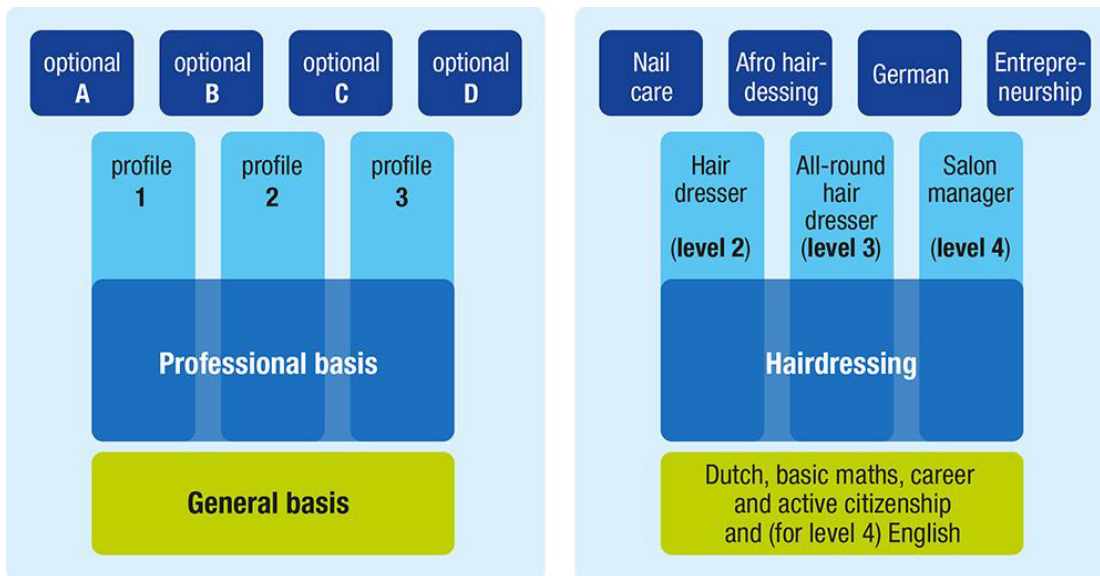 optional
A
optional
B
optional
C
optional
D
profile
1
profile
2
profile
3
Professional basis
General basis
Nail
care
Afro hair-
dessing
German
Entrepre-
neurship
Hair
dresser
(level 2)
All-round
hair
dresser
(level 3)
Salon
manager
(level 4)
Hairdressing
Dutch, basic maths, career
and active citizenship
and (for level 4) English